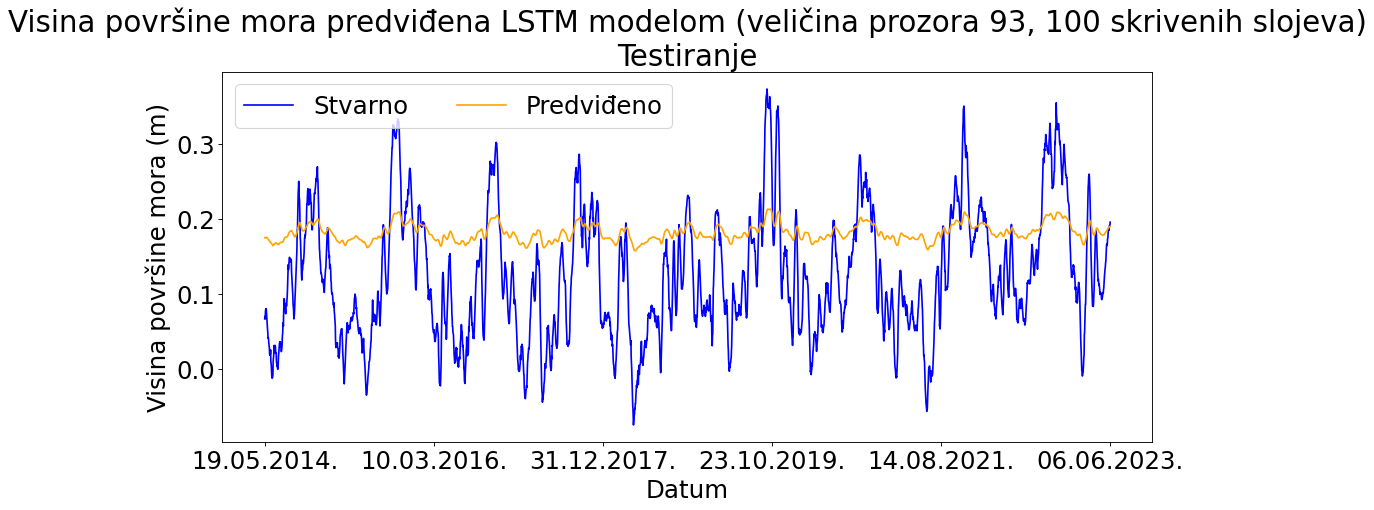 Visina površine mora predviđena LSTM modelom (veličina prozora 93, 100 skrivenih slojeva)
Testiranje
Stvarno Predviđeno
Visina površine mora (m)
0.3
0.2
0.1
0.0
19.05.2014. 10.03.2016. 31.12.2017. 23.10.2019. 14.08.2021. 06.06.2023.
Datum